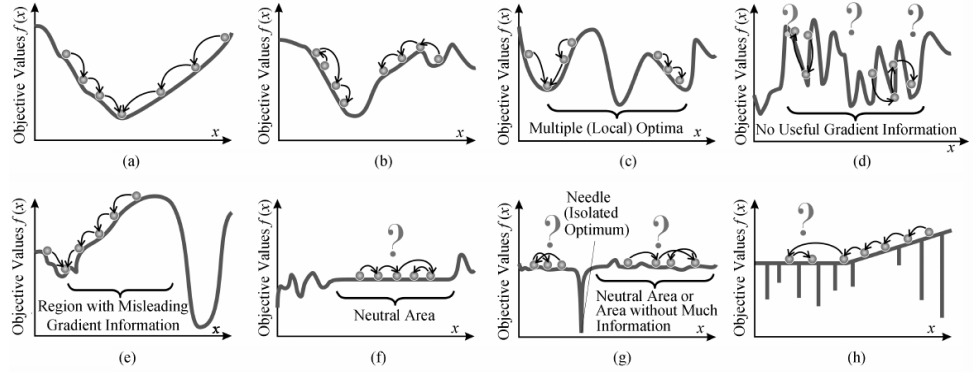 Objective Values f (x)
x
(a)
Objective Values f (x)
x
(b)
Objective Values f (x)
Multiple (Local) Optima
x
(c)
Objective Values f (x)
? ? ?
No Useful Gradient Information
x
(d)
Objective Values f (x)
Region with Misleading
Gradient Information
x
(e)
Objective Values f (x)
?
Neutral Area
x
(f)
Objective Values f (x)
?
Needle
(Isolated
Optimum)
?
Neutral Area or
Area without Much
Information
x
(g)
Objective Values f (x)
?
x
(h)